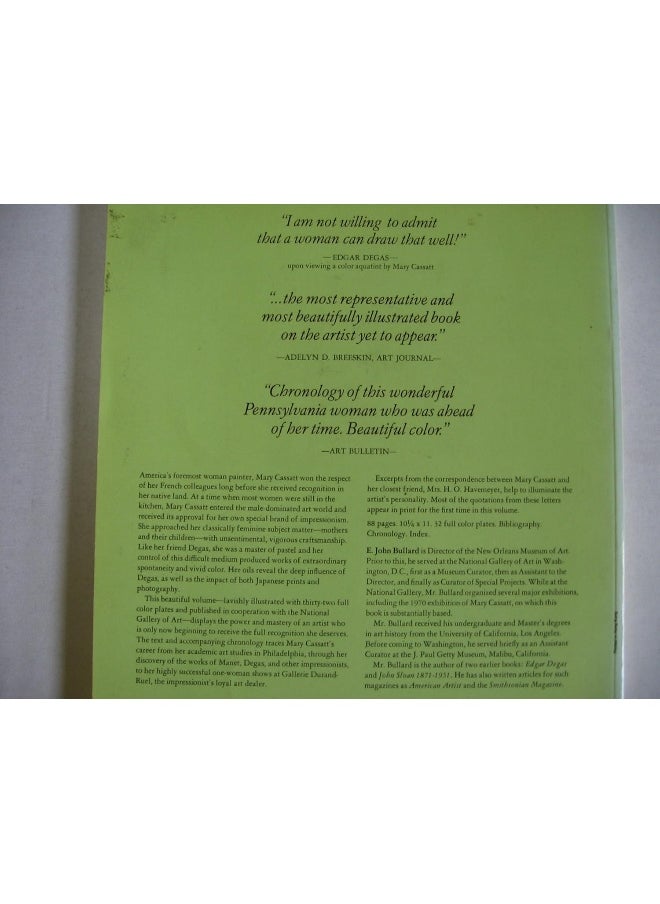 “I am not willing to admit
that a woman can draw that well!”
—EDGAR DEGAS—
upon viewing a color aquatint by Mary Cassatt.
“...the most representative and
most beautifully illustrated book
on the artist yet to appear.”
—ADELYN D. BREESKIN, ART JOURNAL—
“Chronology of this wonderful
Pennsylvania woman who was ahead
of her time. Beautiful color.”
—ART BULLETIN—
America's foremost woman painter, Mary Cassatt won the respect
of her French colleagues long before she received recognition in
her native land. At a time when most women were still in the
kitchen, Mary Cassatt entered the male-dominated art world and
received its approval for her own special brand of impressionism.
She approached her classically feminine subject matter—mothers
and their children—with unsentimental, vigorous craftsmanship.
Like her friend Degas, she was a master of pastel and her
control of this difficult medium produced works of extraordinary
spontaneity and vivid color. Her oils reveal the deep influence of
Degas, as well as the impact of both Japanese prints and
photography.
This beautiful volume—lavishly illustrated with thirty-two full
color plates and published in cooperation with the National
Gallery of Art—displays the power and mastery of an artist who
is only now beginning to receive the full recognition she deserves.
The text and accompanying chronology traces Mary Cassatt's
career from her academic art studies in Philadelphia, through her
discovery of the works of Manet, Degas, and other impressionists,
to her highly successful one-woman shows at Gallerie Durand-
Ruel, the impressionist's loyal art dealer.
Excerpts from the correspondence between Mary Cassatt and
her closest friend, Mrs. H. O. Havemeyer, help to illuminate the
artist's personality. Most of the quotations from these letters
appear in print for the first time in this volume.
88 pages. 10¼ x 11. 32 full color plates. Bibliography.
Chronology. Index.
E. John Bullard is Director of the New Orleans Museum of Art.
Prior to this, he served at the National Gallery of Art in Wash-
ington, D.C., first as a Museum Curator, then as Assistant to the
Director, and finally as Curator of Special Projects. While at the
National Gallery, Mr. Bullard organized several major exhibitions,
including the 1970 exhibition of Mary Cassatt, on which this
book is substantially based.
Mr. Bullard received his undergraduate and Master's degrees
in art history from the University of California, Los Angeles.
Before coming to Washington, he served briefly as an Assistant
Curator at the J. Paul Getty Museum, Malibu, California.
Mr. Bullard is the author of two earlier books: Edgar Degas
and John Sloan 1871-1951. He has also written articles for such
magazines as American Artist and the Smithsonian Magazine.